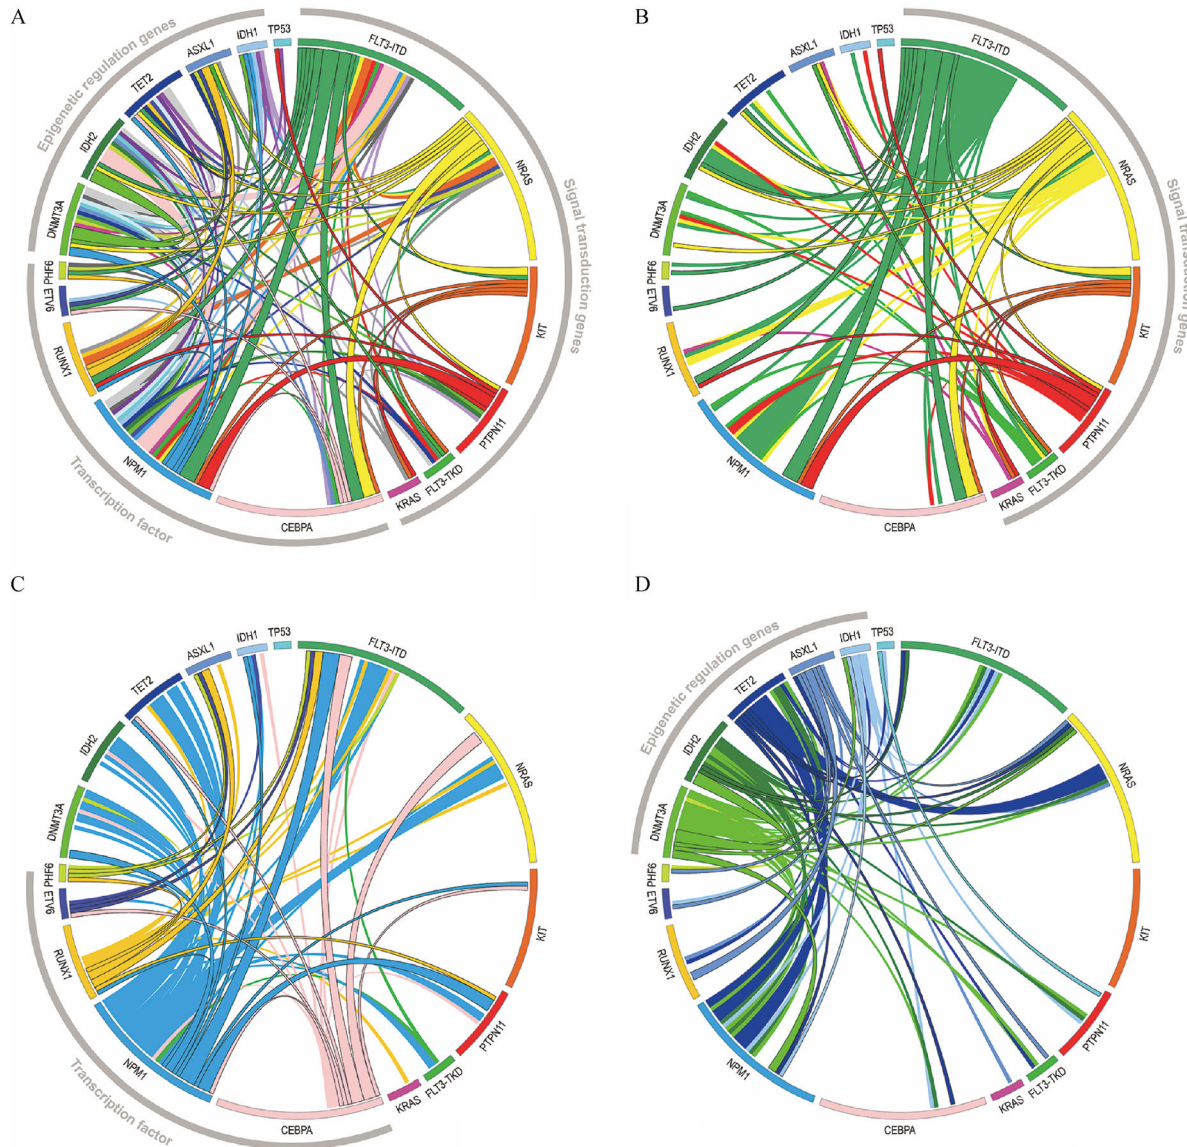 A
Epigenetic regulation genes
Signal transduction genes
Transcription factor
TP53
FLT3-ITD
NRAS
KIT
PTPN11
FLT3-TKD
KRAS
CEBPA
NPM1
RUNX1
ETV6
PHF6
DNMT3A
IDH2
TET2
ASXL1
IDH1
B
Signal transduction genes
TP53
FLT3-ITD
NRAS
KIT
PTPN11
FLT3-TKD
KRAS
CEBPA
NPM1
RUNX1
ETV6
PHF6
DNMT3A
IDH2
TET2
ASXL1
IDH1
C
Transcription factor
TP53
FLT3-ITD
NRAS
KIT
PTPN11
FLT3-TKD
KRAS
CEBPA
NPM1
RUNX1
ETV6
PHF6
DNMT3A
IDH2
TET2
ASXL1
IDH1
D
Epigenetic regulation genes
TP53
FLT3-ITD
NRAS
KIT
PTPN11
FLT3-TKD
KRAS
CEBPA
NPM1
RUNX1
ETV6
PHF6
DNMT3A
IDH2
TET2
ASXL1
IDH1